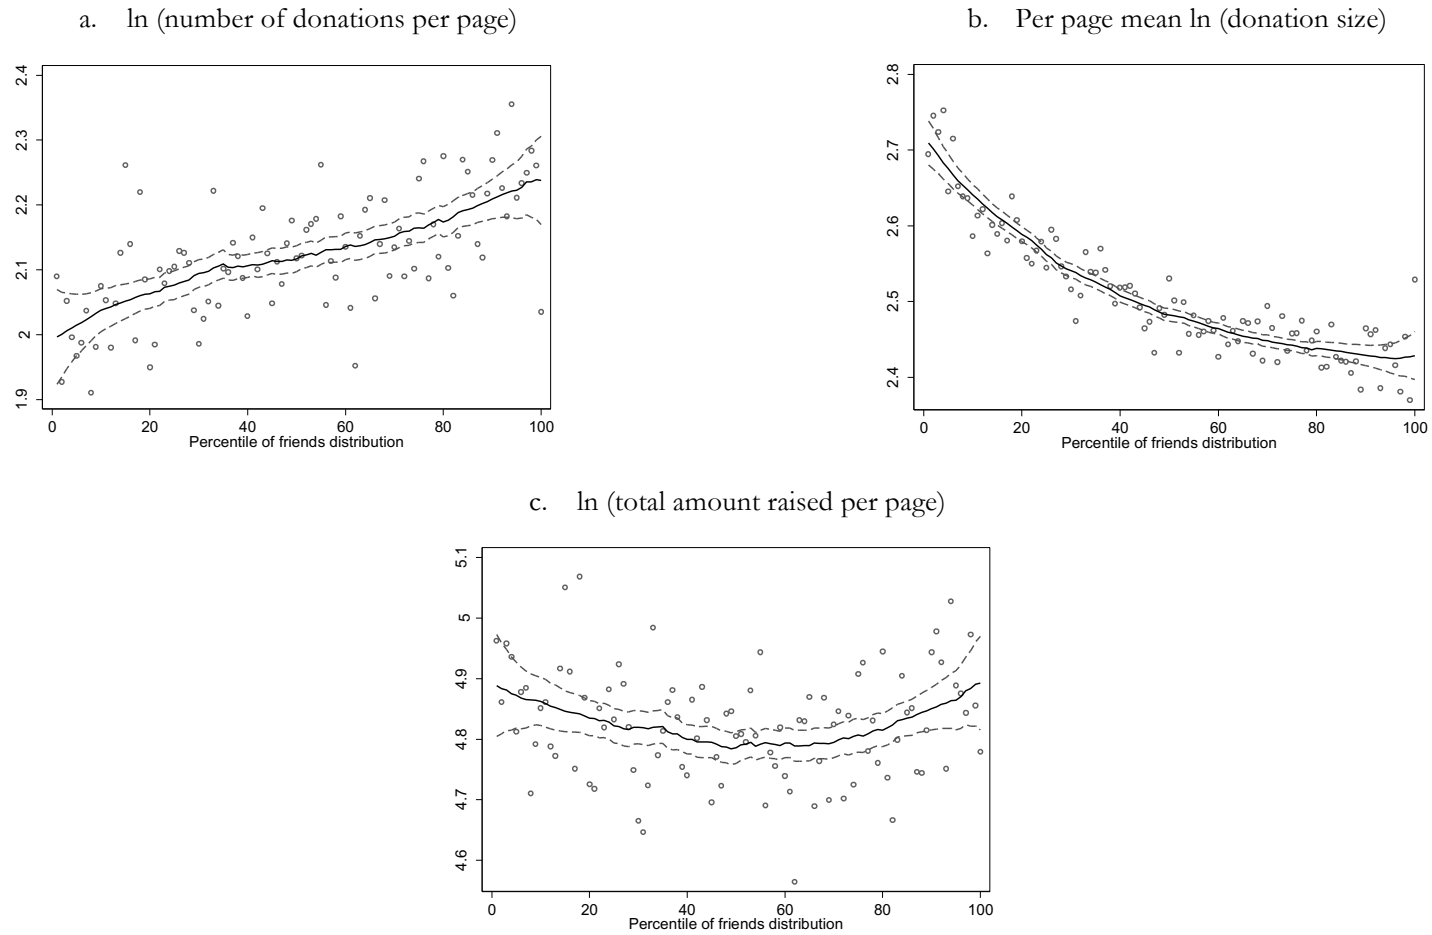 a. ln (number of donations per page)
2.4
2.3
2.2
2.1
2
1.9
0 20 40 60 80 100
Percentile of friends distribution
b. Per page mean ln (donation size)
2.8
2.7
2.6
2.5
2.4
0 20 40 60 80 100
Percentile of friends distribution
c. ln (total amount raised per page)
5.1
5
4.9
4.8
4.7
4.6
0 20 40 60 80 100
Percentile of friends distribution